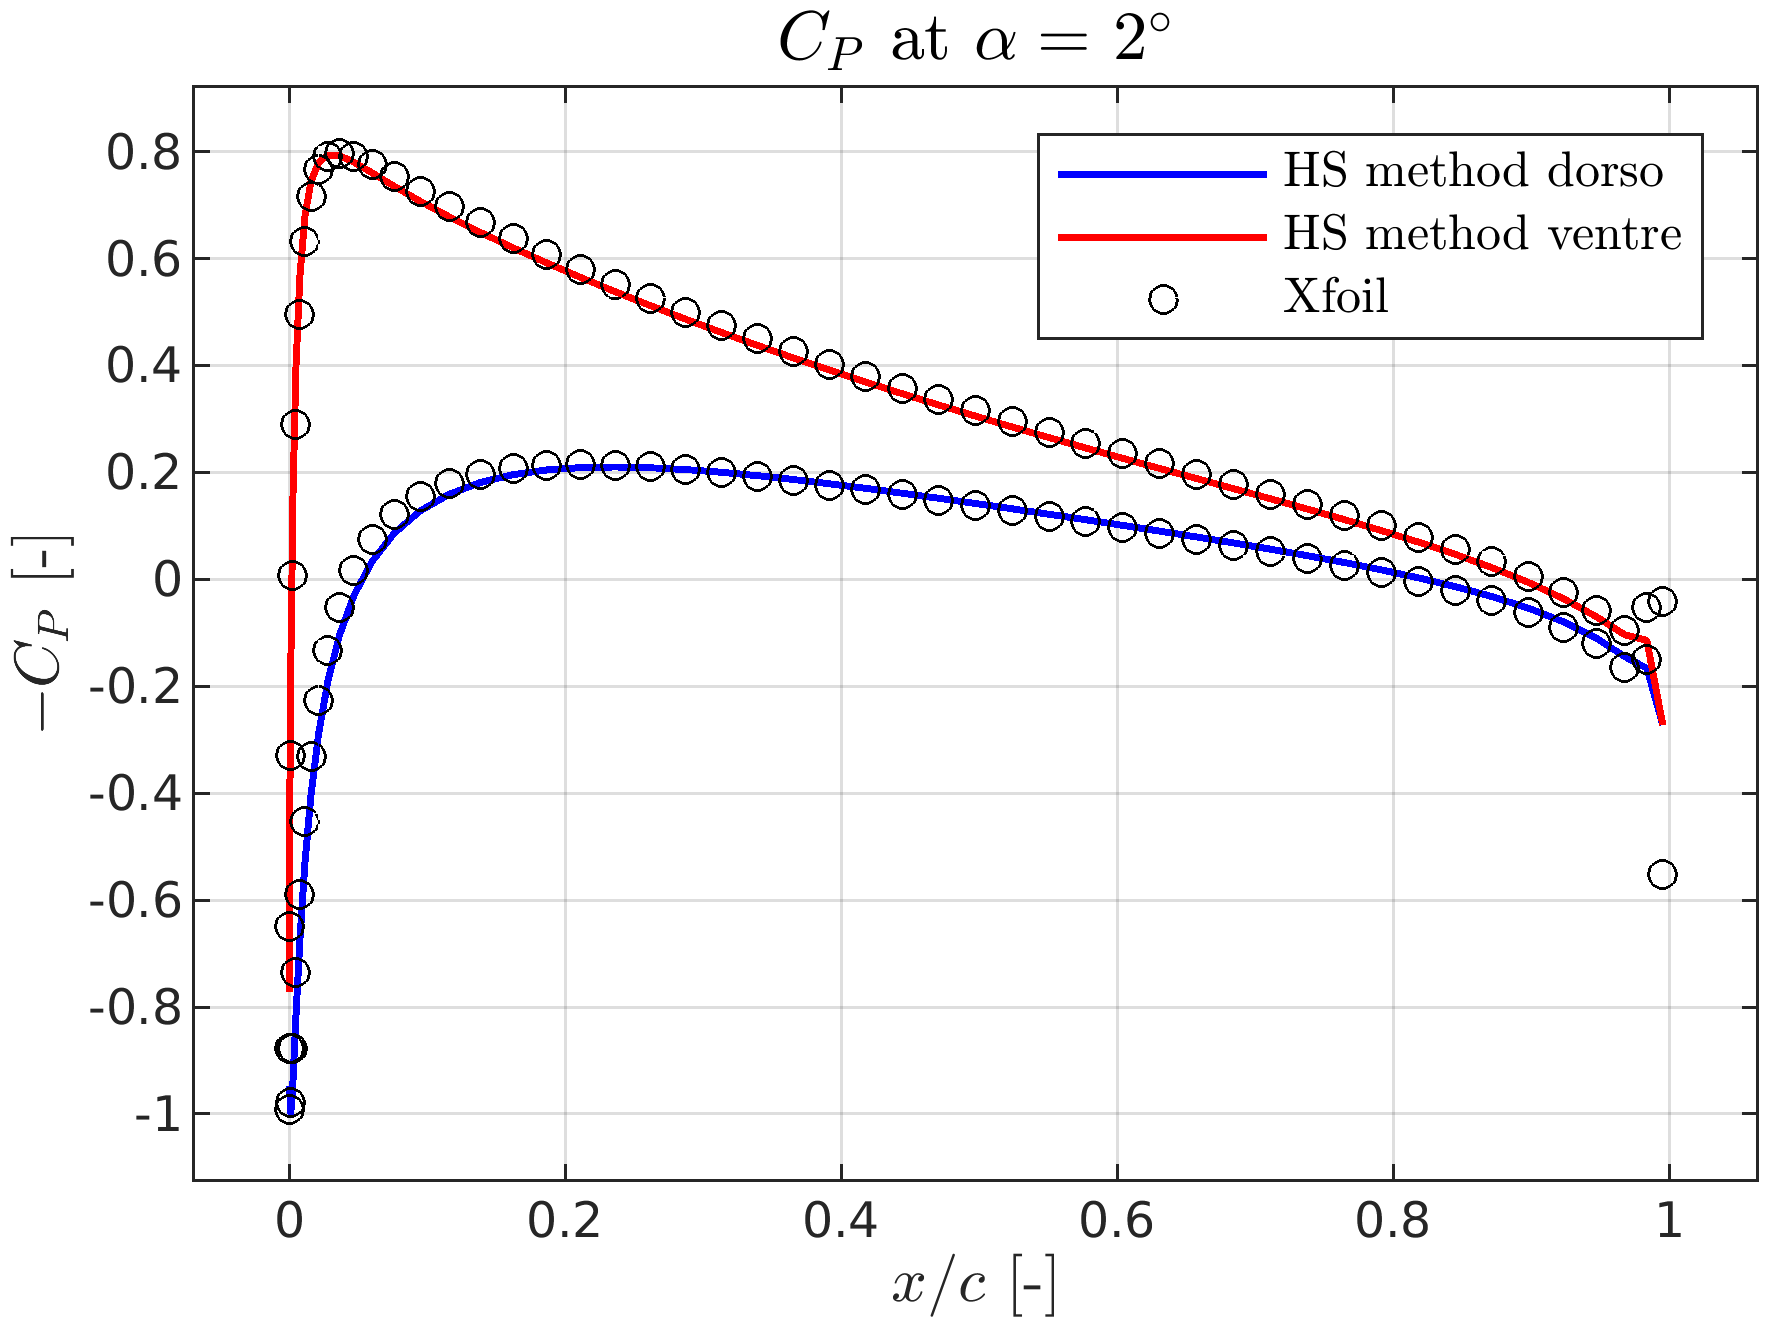 C_P at α = 2°
HS method dorso
HS method ventre
Xfoil
0.8
0.6
0.4
0.2
0
-0.2
-0.4
-0.6
-0.8
-1
−C_P [-]
0 0.2 0.4 0.6 0.8 1
x/c [-]